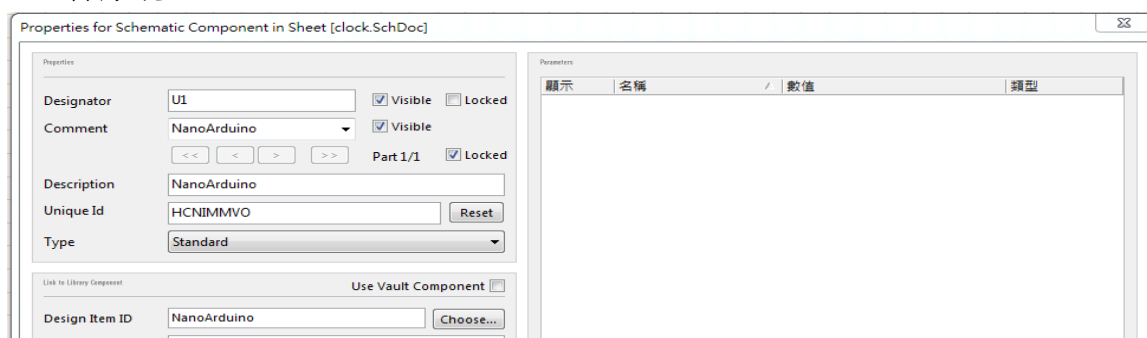 Properties for Schematic Component in Sheet [clock.SchDoc]
Properties
Designator U1 Visible Locked
Comment NanoArduino Visible
<< < > >> Part 1/1 Locked
Description NanoArduino
Unique Id HCNIMMVO Reset
Type Standard
Link to Library Component Use Vault Component
Design Item ID NanoArduino Choose...
Parameters
顯示 名稱 數值 類型